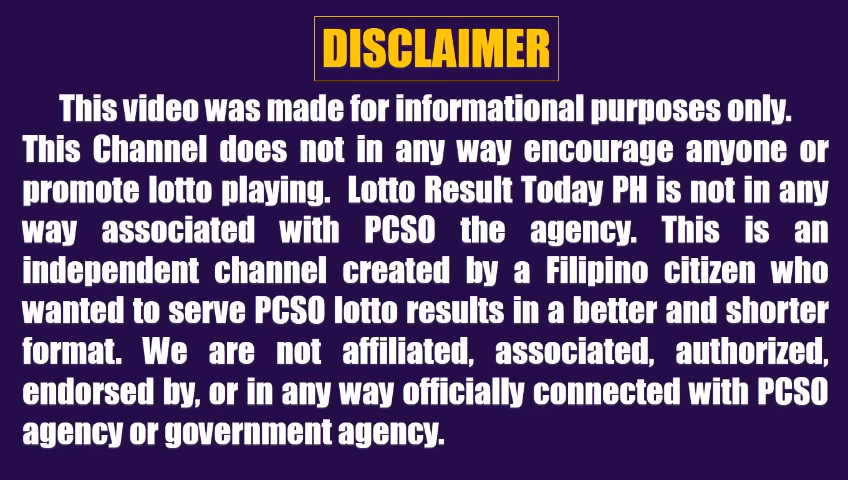 DISCLAIMER
This video was made for informational purposes only.
This Channel does not in any way encourage anyone or
promote lotto playing. Lotto Result Today PH is not in any
way associated with PCSO the agency. This is an
independent channel created by a Filipino citizen who
wanted to serve PCSO lotto results in a better and shorter
format. We are not affiliated, associated, authorized,
endorsed by, or in any way officially connected with PCSO
agency or government agency.